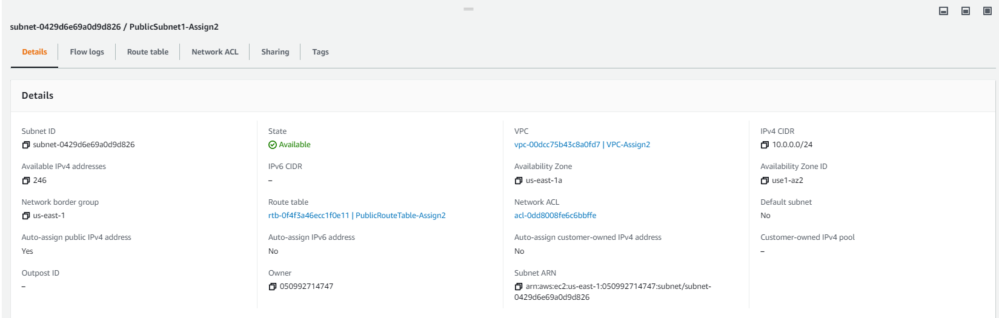 subnet-0429d6e69a0d9d826 / PublicSubnet1-Assign2
Details
Flow logs
Route table
Network ACL
Sharing
Tags
Details
Subnet ID
subnet-0429d6e69a0d9d826
State
Available
VPC
vpc-00dcc75b43c8a0fd7 | VPC-Assign2
IPv4 CIDR
10.0.0.0/24
Available IPv4 addresses
246
IPv6 CIDR
–
Availability Zone
us-east-1a
Availability Zone ID
use1-az2
Network border group
us-east-1
Route table
rtb-0f4f3a46ecc1f0e11 | PublicRouteTable-Assign2
Network ACL
acl-0dd8008fe6c6bbffe
Default subnet
No
Auto-assign public IPv4 address
Yes
Auto-assign IPv6 address
No
Auto-assign customer-owned IPv4 address
No
Customer-owned IPv4 pool
–
Outpost ID
–
Owner
050992714747
Subnet ARN
arn:aws:ec2:us-east-1:050992714747:subnet/subnet-
0429d6e69a0d9d826